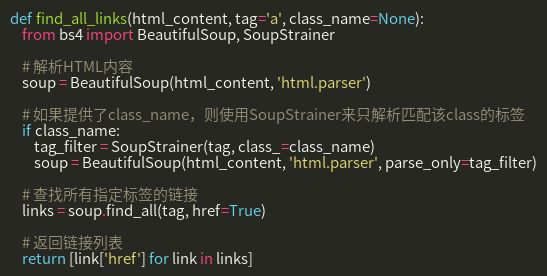 def find_all_links(html_content, tag='a', class_name=None):
    from bs4 import BeautifulSoup, SoupStrainer
    # 解析HTML内容
    soup = BeautifulSoup(html_content, 'html.parser')
    # 如果提供了class_name，则使用SoupStrainer来只解析匹配该class的标签
    if class_name:
        tag_filter = SoupStrainer(tag, class_=class_name)
        soup = BeautifulSoup(html_content, 'html.parser', parse_only=tag_filter)
    # 查找所有指定标签的链接
    links = soup.find_all(tag, href=True)
    # 返回链接列表
    return [link['href'] for link in links]